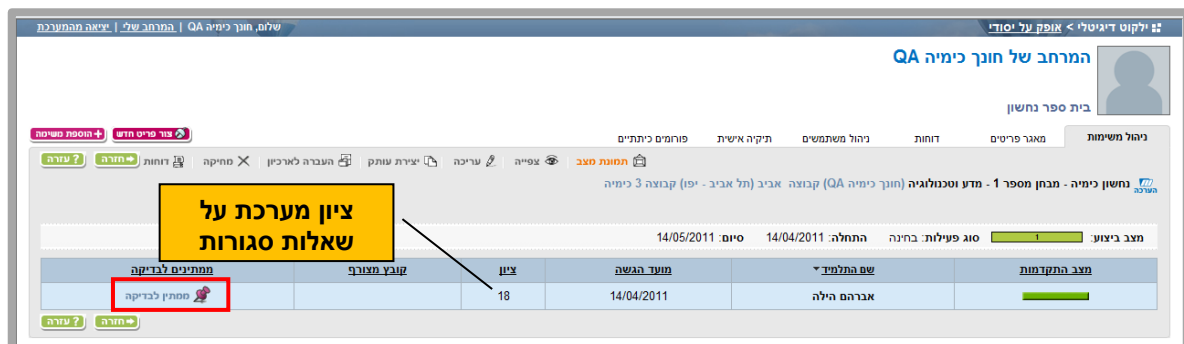 ילקוט דיגיטלי > אופק על יסודי
שלום, חונך כימיה QA | המרחב שלי | יציאה מהמערכת
המרחב של חונך כימיה QA
בית ספר נחשון
צור פריט חדש הוספת משימה
ניהול משימות מאגר פריטים דוחות ניהול משתמשים תיקיה אישית פורומים כיתתיים
תמונת מצב צפייה עריכה יצירת עותק העברה לארכיון מחיקה דוחות חזרה עזרה ?
הערכה נחשון כימיה - מבחן מספר 1 - מדע וטכנולוגיה (חונך כימיה QA) קבוצה אביב (תל אביב - יפו) קבוצה 3 כימיה
ציון מערכת על
שאלות סגורות
מצב ביצוע: 1 סוג פעילות: בחינה התחלה: 14/04/2011 סיום: 14/05/2011
מצב התקדמות שם התלמיד מועד הגשה ציון קובץ מצורף ממתינים לבדיקה
אברהם הילה 14/04/2011 18 ממתין לבדיקה
חזרה עזרה ?